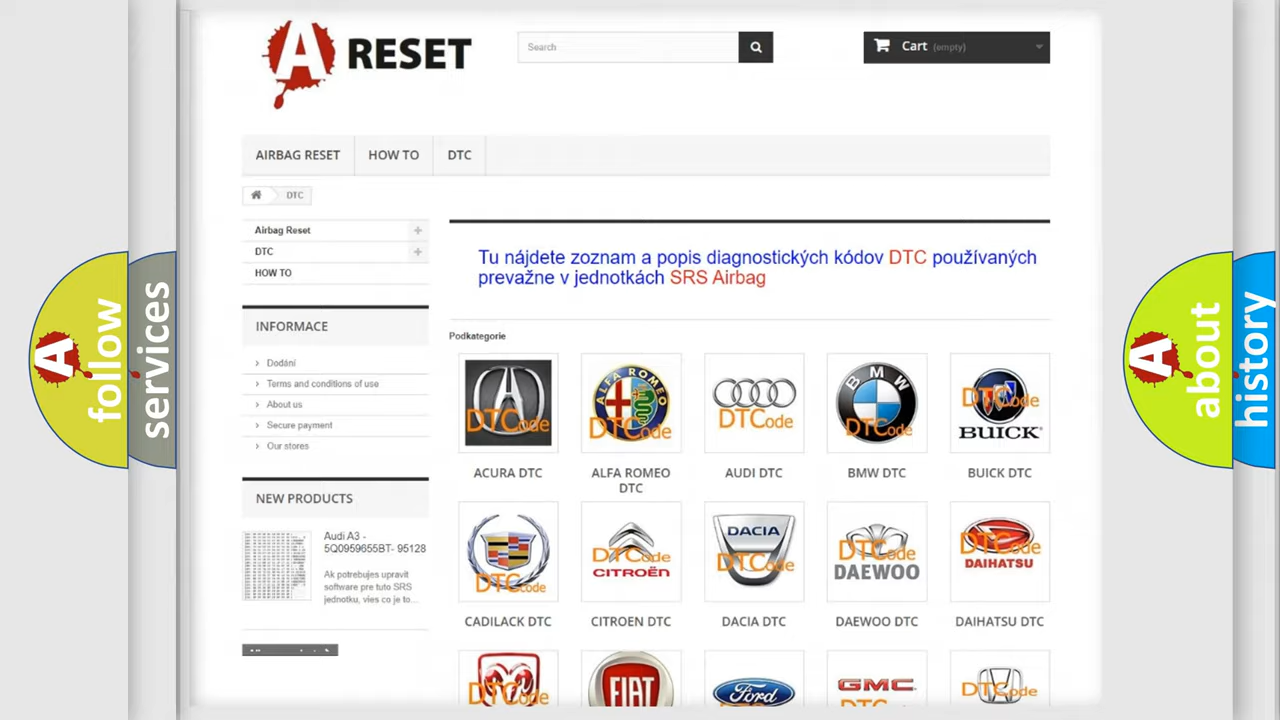 A RESET
Search
Cart (empty)
AIRBAG RESET
HOW TO
DTC
DTC
Airbag Reset
DTC
HOW TO
Tu nájdete zoznam a popis diagnostických kódov DTC používaných
prevažne v jednotkách SRS Airbag
INFORMACE
Dodání
Terms and conditions of use
About us
Secure payment
Our stores
Podkategorie
DTCode
ALFA ROMEO
DTCode
DTCode
BMW
DTCode
DTCode
BUICK
ACURA DTC
ALFA ROMEO
DTC
AUDI DTC
BMW DTC
BUICK DTC
NEW PRODUCTS
Audi A3 -
5Q0959655BT- 95128
Ak potrebujes upravit
software pre tuto SRS
jednotku, vies co je to...
DTCode
DTCode
CITROËN
DACIA
DTCode
DTCode
DAEWOO
DTCode
DAIHATSU
CADILACK DTC
CITROEN DTC
DACIA DTC
DAEWOO DTC
DAIHATSU DTC
DTCode
FIAT
Ford
GMC
DTCode
A follow
services
A about
history